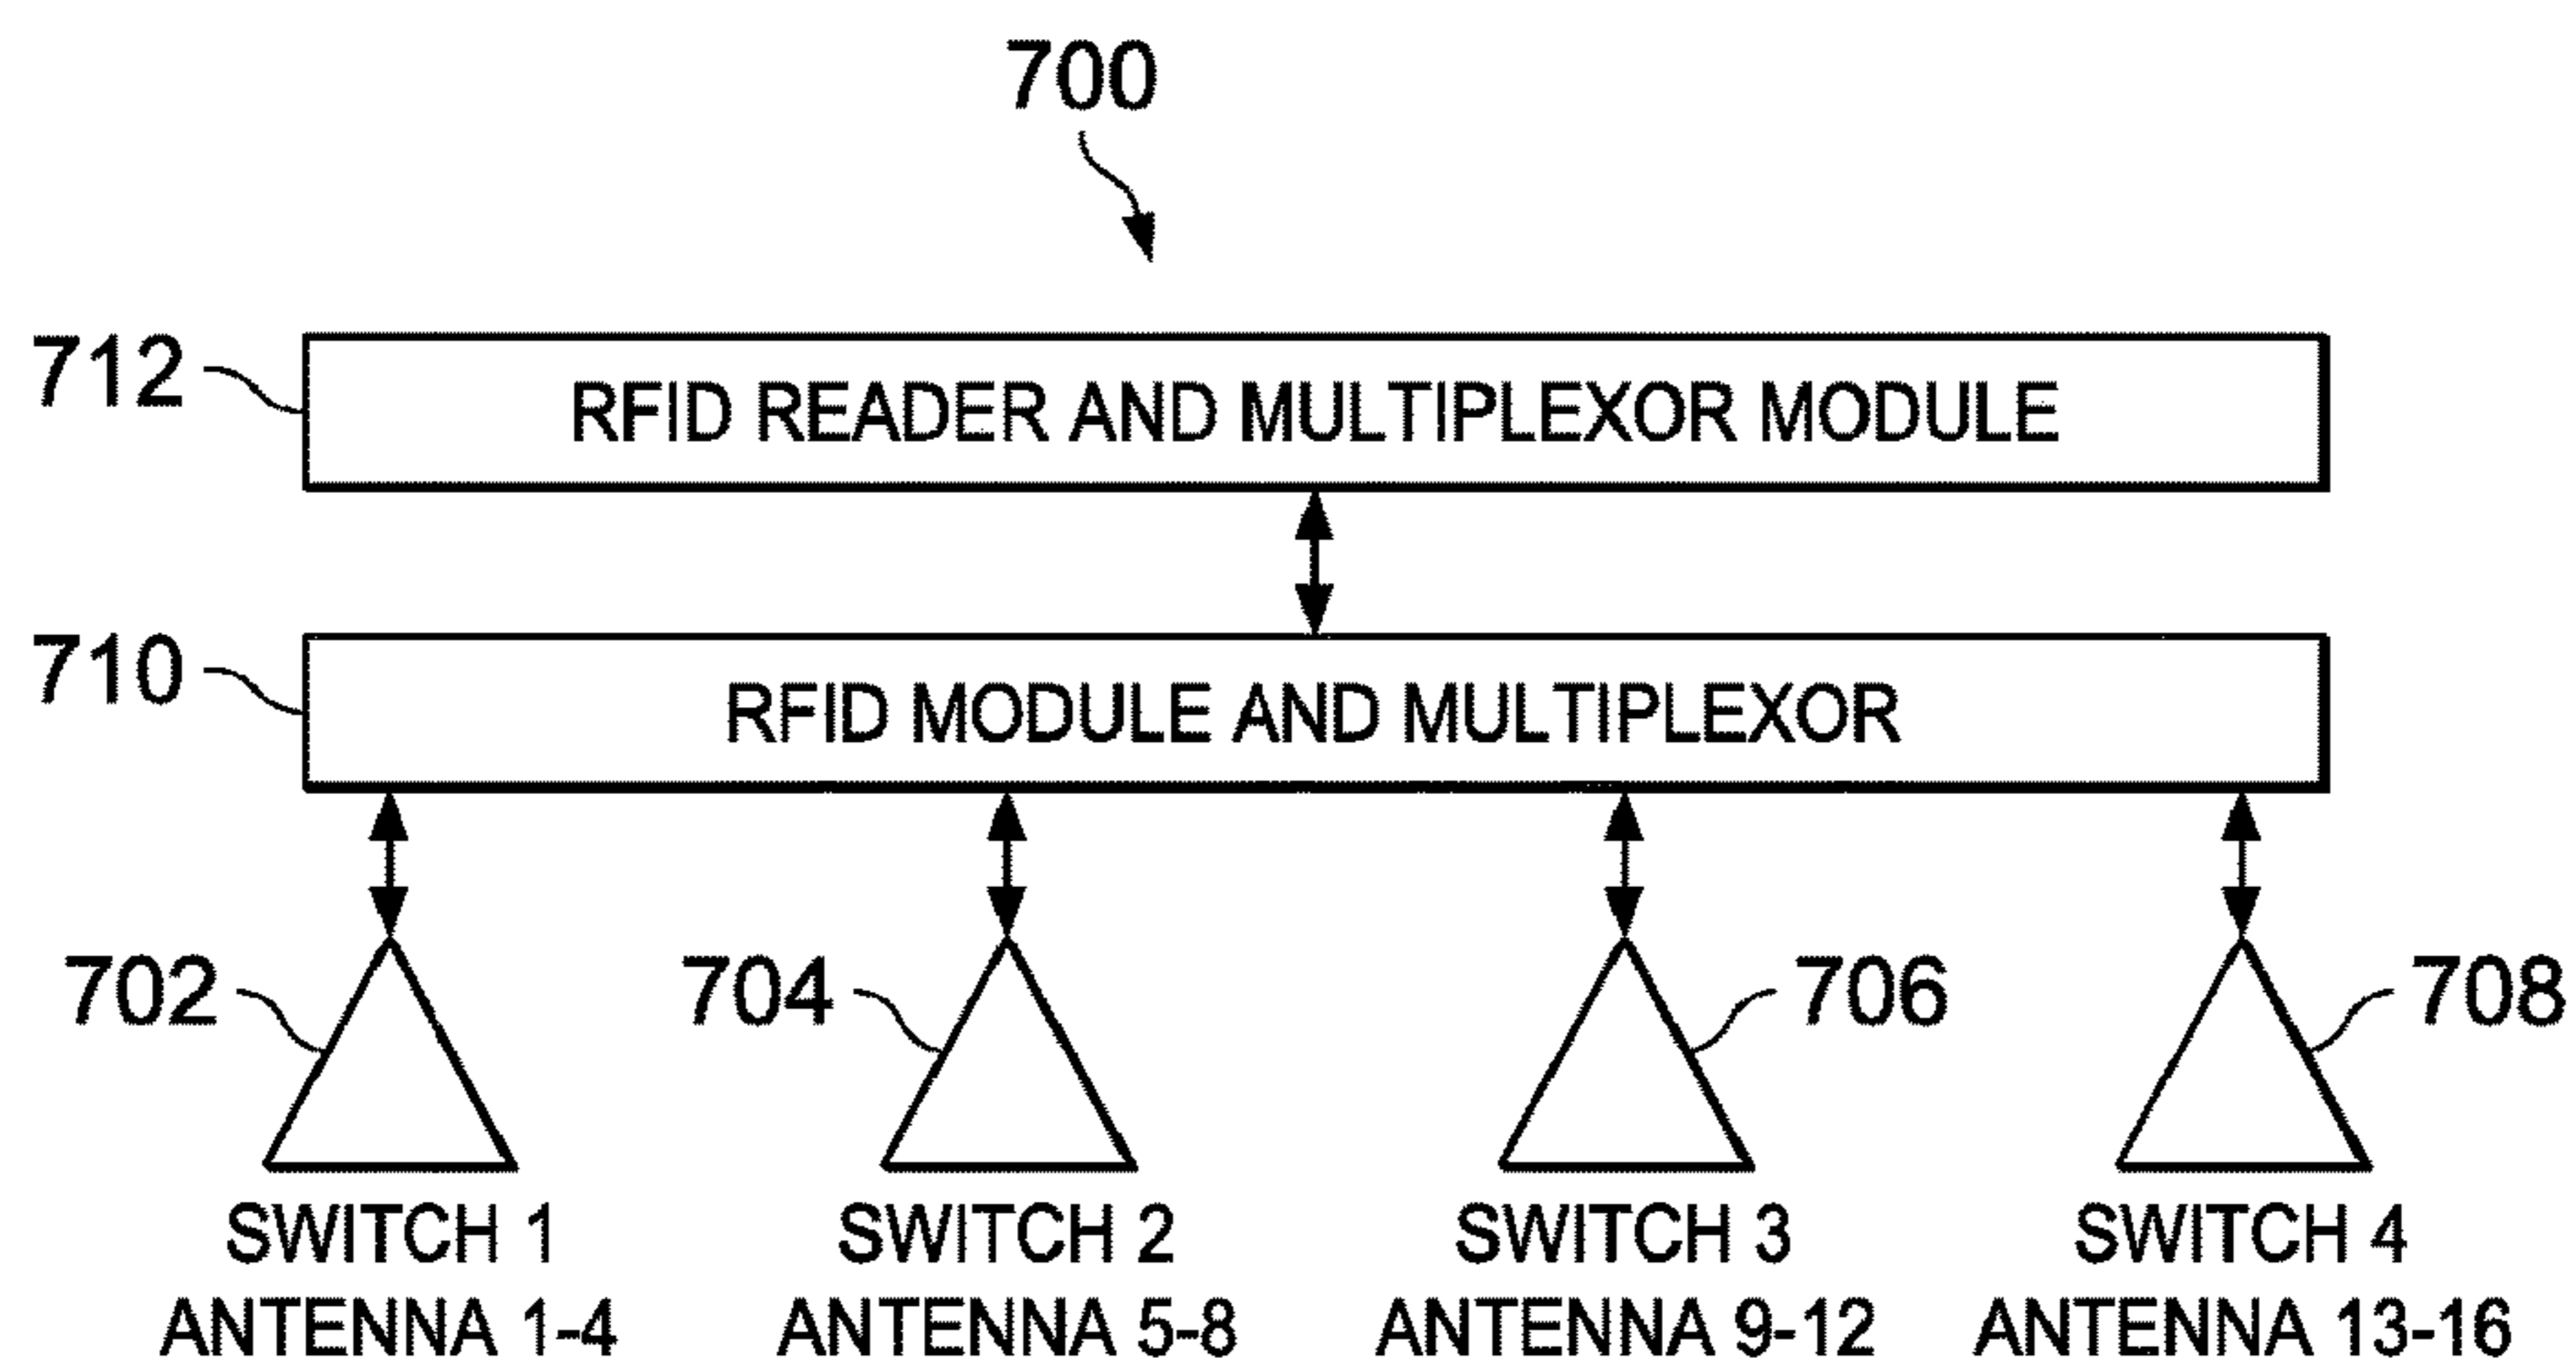 700
712
RFID READER AND MULTIPLEXOR MODULE
710
RFID MODULE AND MULTIPLEXOR
702
704
706
708
SWITCH 1
ANTENNA 1-4
SWITCH 2
ANTENNA 5-8
SWITCH 3
ANTENNA 9-12
SWITCH 4
ANTENNA 13-16